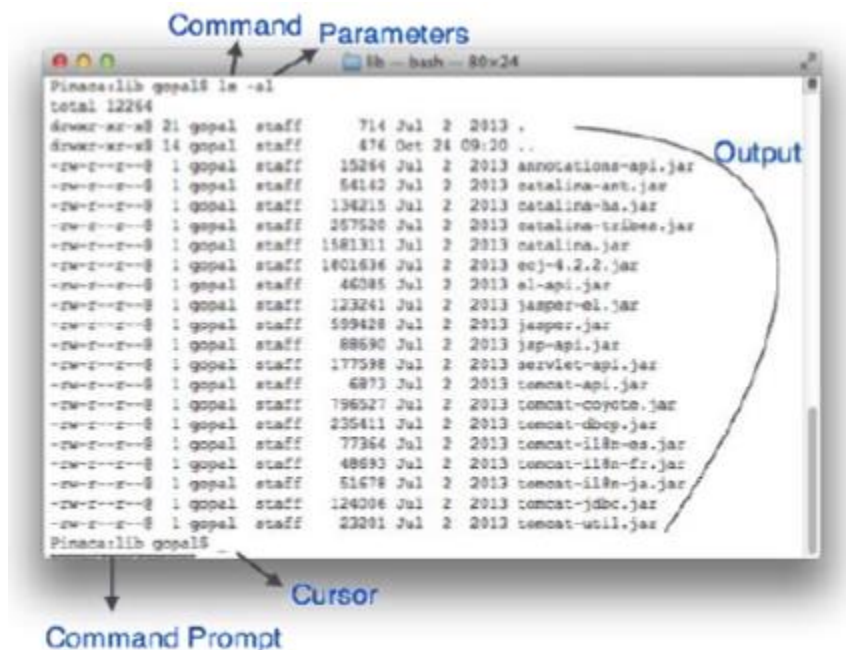 Command Parameters
lib — bash — 80×24
Pinaca:lib gopal$ ls -al
total 12264
drwxr-xr-x@ 21 gopal staff 714 Jul 2 2013 .
drwxr-xr-x@ 14 gopal staff 476 Oct 24 09:20 ..
Output
-rw-r--r--@ 1 gopal staff 15264 Jul 2 2013 annotations-api.jar
-rw-r--r--@ 1 gopal staff 54142 Jul 2 2013 catalina-ant.jar
-rw-r--r--@ 1 gopal staff 134215 Jul 2 2013 catalina-ha.jar
-rw-r--r--@ 1 gopal staff 257520 Jul 2 2013 catalina-tribes.jar
-rw-r--r--@ 1 gopal staff 1581311 Jul 2 2013 catalina.jar
-rw-r--r--@ 1 gopal staff 1801636 Jul 2 2013 ecj-4.2.2.jar
-rw-r--r--@ 1 gopal staff 46085 Jul 2 2013 el-api.jar
-rw-r--r--@ 1 gopal staff 123241 Jul 2 2013 jasper-el.jar
-rw-r--r--@ 1 gopal staff 599428 Jul 2 2013 jasper.jar
-rw-r--r--@ 1 gopal staff 88690 Jul 2 2013 jsp-api.jar
-rw-r--r--@ 1 gopal staff 177598 Jul 2 2013 servlet-api.jar
-rw-r--r--@ 1 gopal staff 6873 Jul 2 2013 tomcat-api.jar
-rw-r--r--@ 1 gopal staff 796527 Jul 2 2013 tomcat-coyote.jar
-rw-r--r--@ 1 gopal staff 235411 Jul 2 2013 tomcat-dbcp.jar
-rw-r--r--@ 1 gopal staff 77364 Jul 2 2013 tomcat-i18n-es.jar
-rw-r--r--@ 1 gopal staff 48693 Jul 2 2013 tomcat-i18n-fr.jar
-rw-r--r--@ 1 gopal staff 51678 Jul 2 2013 tomcat-i18n-ja.jar
-rw-r--r--@ 1 gopal staff 124006 Jul 2 2013 tomcat-jdbc.jar
-rw-r--r--@ 1 gopal staff 23201 Jul 2 2013 tomcat-util.jar
Pinaca:lib gopal$ _
Cursor
Command Prompt